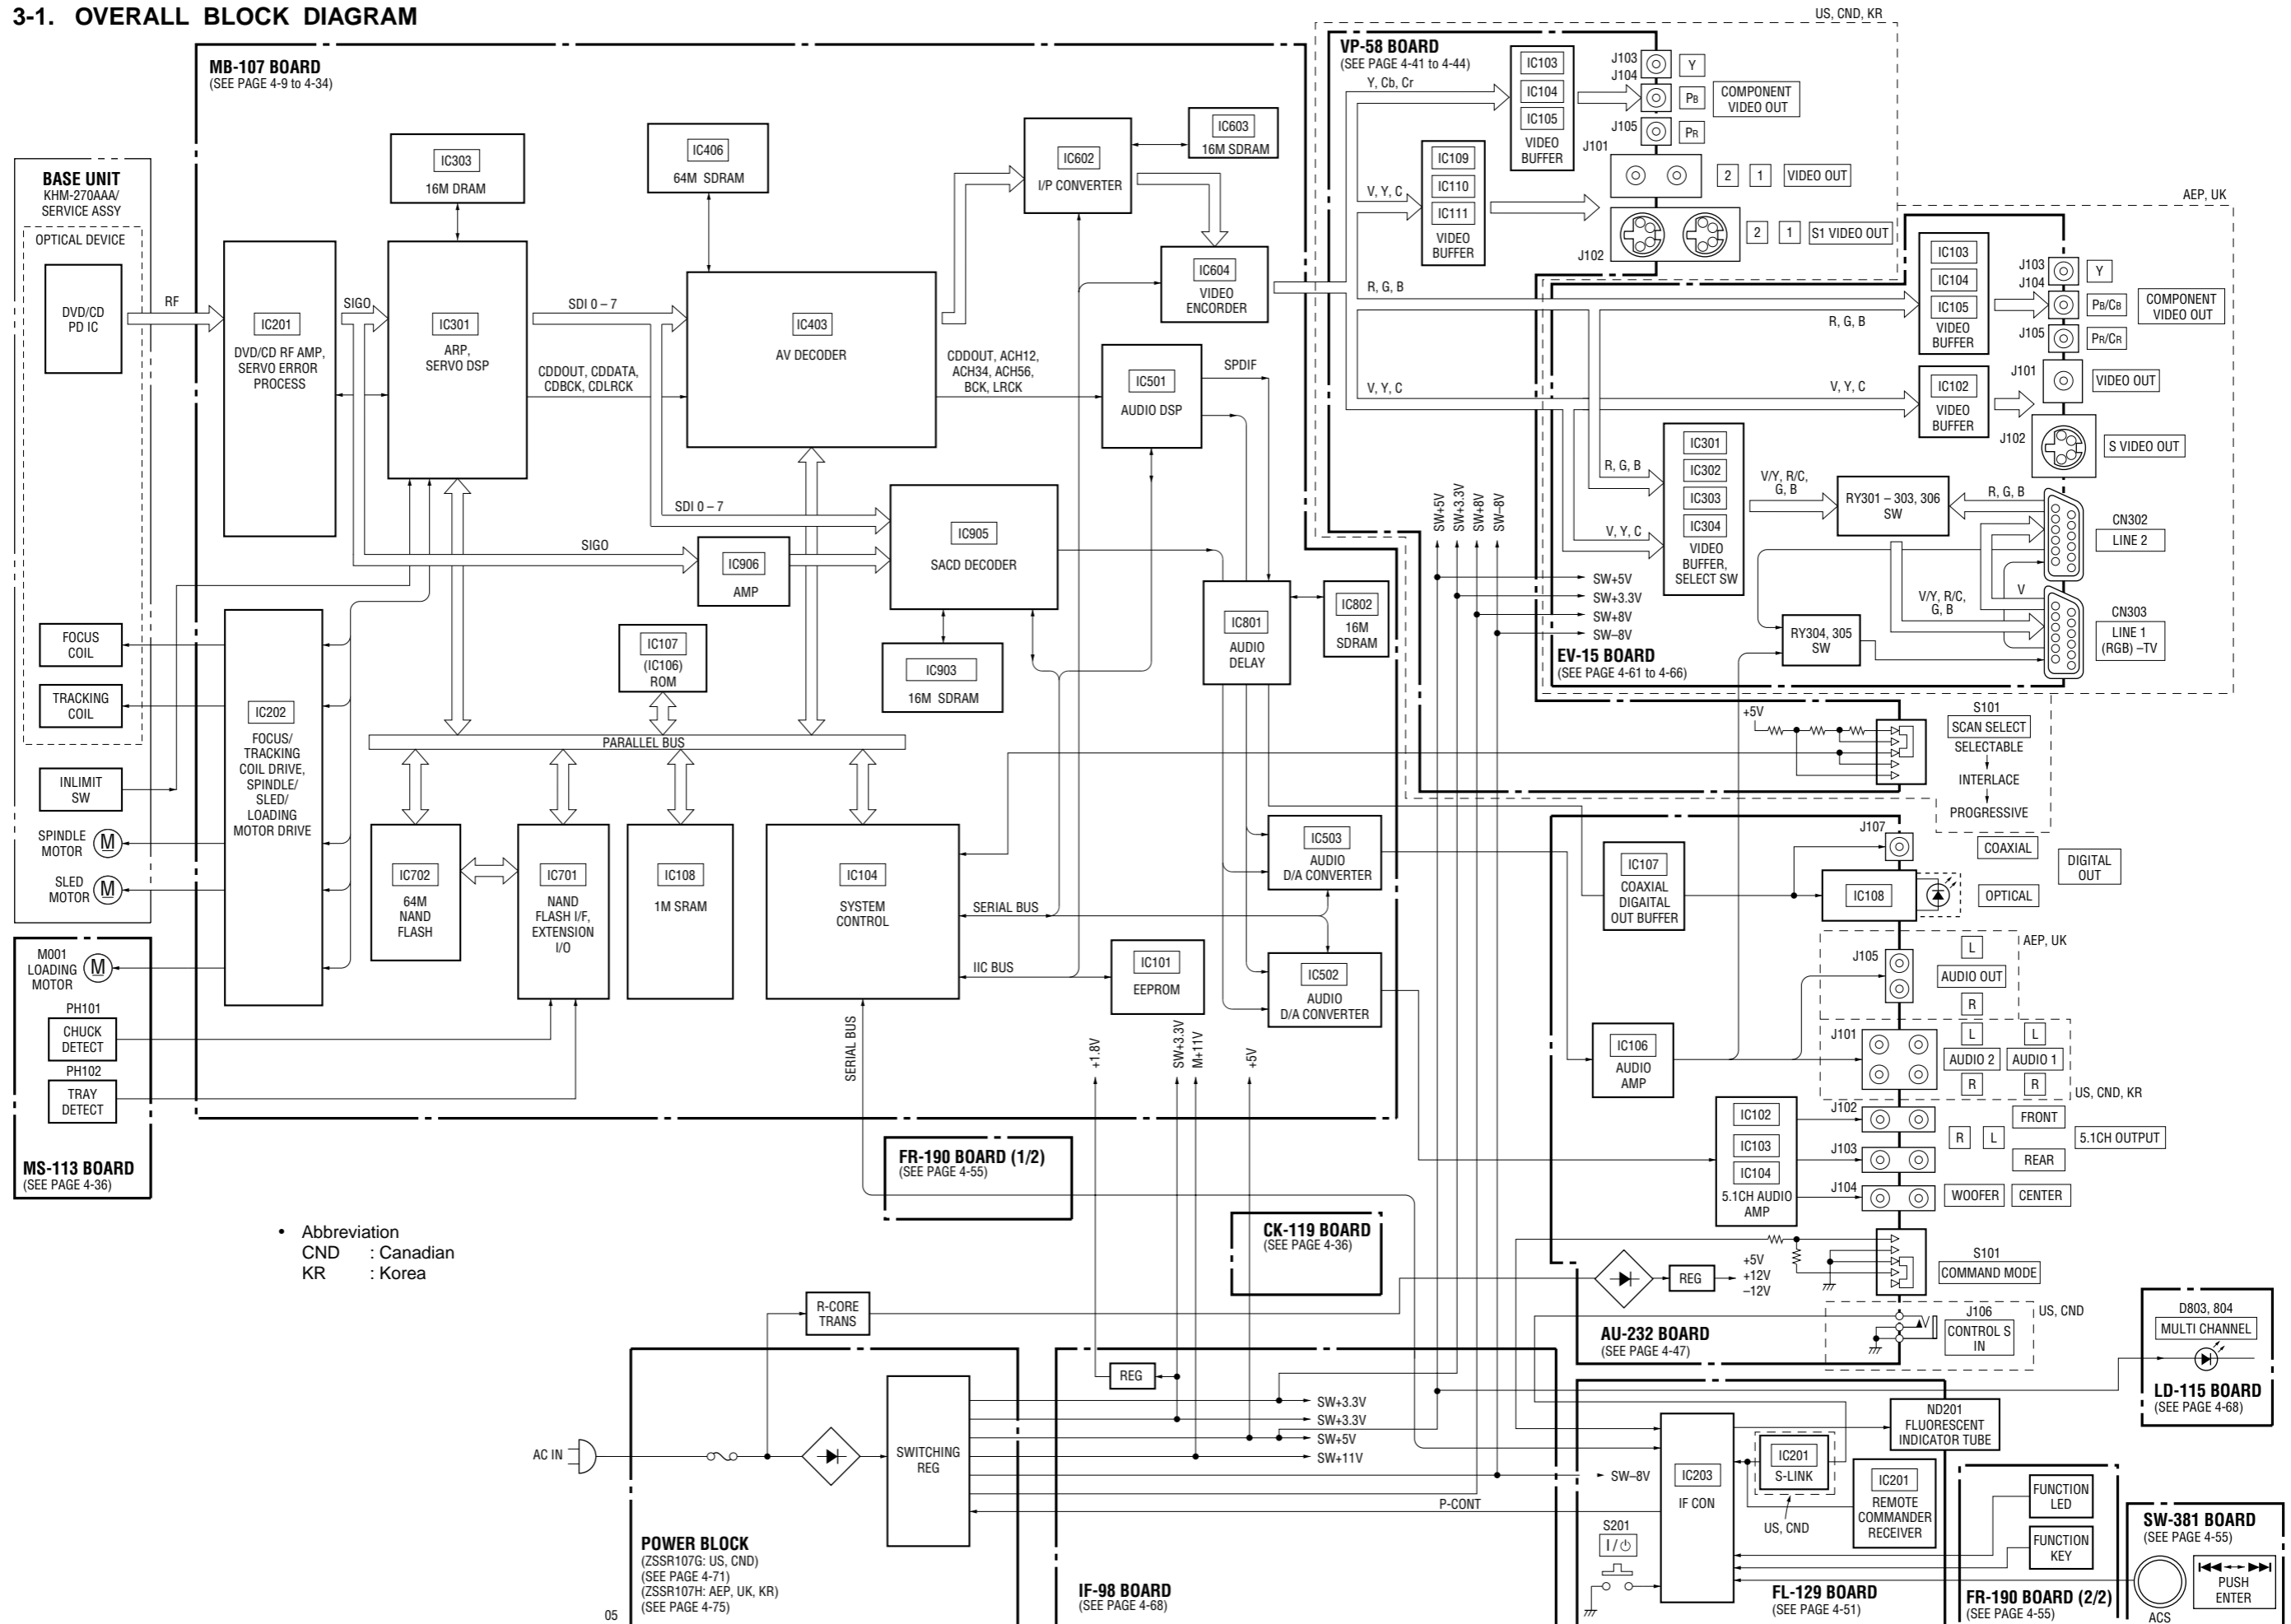 3-1. OVERALL BLOCK DIAGRAM
MB-107 BOARD
(SEE PAGE 4-9 to 4-34)
BASE UNIT
KHM-270AAA/
SERVICE ASSY
OPTICAL DEVICE
DVD/CD
PD IC
RF
IC201
DVD/CD RF AMP,
SERVO ERROR
PROCESS
SIGO
IC303
16M DRAM
IC301
ARP,
SERVO DSP
SDI 0 – 7
CDDOUT, CDDATA,
CDBCK, CDLRCK
IC406
64M SDRAM
IC403
AV DECODER
CDDOUT, ACH12,
ACH34, ACH56,
BCK, LRCK
IC602
I/P CONVERTER
IC603
16M SDRAM
IC604
VIDEO
ENCORDER
IC501
AUDIO DSP
SPDIF
SDI 0 – 7
SIGO
IC906
AMP
IC905
SACD DECODER
IC903
16M SDRAM
IC801
AUDIO
DELAY
IC802
16M
SDRAM
IC107
(IC106)
ROM
PARALLEL BUS
FOCUS
COIL
TRACKING
COIL
INLIMIT
SW
SPINDLE
MOTOR
M
SLED
MOTOR
M
IC202
FOCUS/
TRACKING
COIL DRIVE,
SPINDLE/
SLED/
LOADING
MOTOR DRIVE
IC702
64M
NAND
FLASH
IC701
NAND
FLASH I/F,
EXTENSION
I/O
IC108
1M SRAM
IC104
SYSTEM
CONTROL
SERIAL BUS
IIC BUS
SERIAL BUS
IC101
EEPROM
IC503
AUDIO
D/A CONVERTER
IC502
AUDIO
D/A CONVERTER
M001
LOADING
MOTOR
M
PH101
CHUCK
DETECT
PH102
TRAY
DETECT
MS-113 BOARD
(SEE PAGE 4-36)
+1.8V
SW+3.3V
M+11V
+5V
FR-190 BOARD (1/2)
(SEE PAGE 4-55)
CK-119 BOARD
(SEE PAGE 4-36)
• Abbreviation
CND : Canadian
KR : Korea
US, CND, KR
VP-58 BOARD
(SEE PAGE 4-41 to 4-44)
Y, Cb, Cr
IC103
IC104
IC105
VIDEO
BUFFER
J103
J104
J105
Y
PB
PR
COMPONENT
VIDEO OUT
V, Y, C
IC109
IC110
IC111
VIDEO
BUFFER
J101
2
1
VIDEO OUT
J102
2
1
S1 VIDEO OUT
AEP, UK
R, G, B
R, G, B
IC103
IC104
IC105
VIDEO
BUFFER
J103
J104
J105
Y
PB/CB
PR/CR
COMPONENT
VIDEO OUT
V, Y, C
V, Y, C
IC102
VIDEO
BUFFER
J101
VIDEO OUT
J102
S VIDEO OUT
R, G, B
V, Y, C
IC301
IC302
IC303
IC304
VIDEO
BUFFER,
SELECT SW
V/Y, R/C,
G, B
RY301 – 303, 306
SW
R, G, B
CN302
LINE 2
V/Y, R/C,
G, B
V
CN303
LINE 1
(RGB) –TV
RY304, 305
SW
SW+5V
SW+3.3V
SW+8V
SW–8V
SW+5V
SW+3.3V
SW+8V
SW–8V
EV-15 BOARD
(SEE PAGE 4-61 to 4-66)
+5V
S101
SCAN SELECT
SELECTABLE
INTERLACE
PROGRESSIVE
IC107
COAXIAL
DIGAITAL
OUT BUFFER
J107
COAXIAL
DIGITAL
OUT
IC108
OPTICAL
AEP, UK
J105
L
AUDIO OUT
R
IC106
AUDIO
AMP
J101
L
L
AUDIO 2
AUDIO 1
R
R
US, CND, KR
IC102
IC103
IC104
5.1CH AUDIO
AMP
J102
J103
J104
FRONT
R
L
5.1CH OUTPUT
REAR
WOOFER
CENTER
S101
COMMAND MODE
REG
+5V
+12V
–12V
AU-232 BOARD
(SEE PAGE 4-47)
J106
CONTROL S
IN
US, CND
D803, 804
MULTI CHANNEL
LD-115 BOARD
(SEE PAGE 4-68)
R-CORE
TRANS
AC IN
SWITCHING
REG
POWER BLOCK
(ZSSR107G: US, CND)
(SEE PAGE 4-71)
(ZSSR107H: AEP, UK, KR)
(SEE PAGE 4-75)
05
REG
SW+3.3V
SW+3.3V
SW+5V
SW+11V
SW–8V
P-CONT
IF-98 BOARD
(SEE PAGE 4-68)
S201
I/⏻
IC203
IF CON
IC201
S-LINK
US, CND
ND201
FLUORESCENT
INDICATOR TUBE
IC201
REMOTE
COMMANDER
RECEIVER
FL-129 BOARD
(SEE PAGE 4-51)
FUNCTION
LED
FUNCTION
KEY
FR-190 BOARD (2/2)
(SEE PAGE 4-55)
SW-381 BOARD
(SEE PAGE 4-55)
ACS
PUSH
ENTER